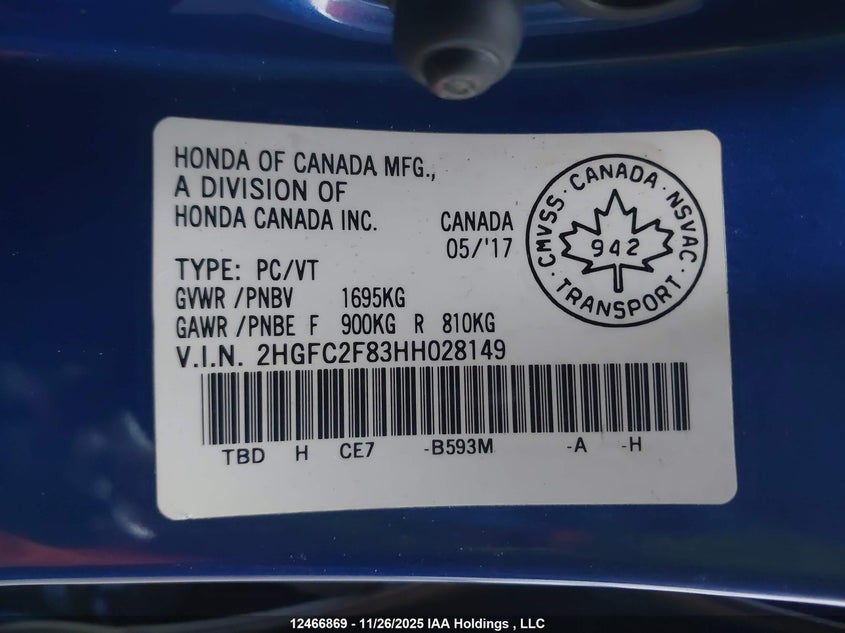 HONDA OF CANADA MFG.,
A DIVISION OF
HONDA CANADA INC. CANADA
05/'17
TYPE: PC/VT
GVWR /PNBV 1695KG
GAWR /PNBE F 900KG R 810KG
V.I.N. 2HGFC2F83HH028149
TBD H CE7 -B593M -A -H
CMVSS · CANADA · NSVAC
942
· TRANSPORT ·
12466869 - 11/26/2025 IAA Holdings , LLC